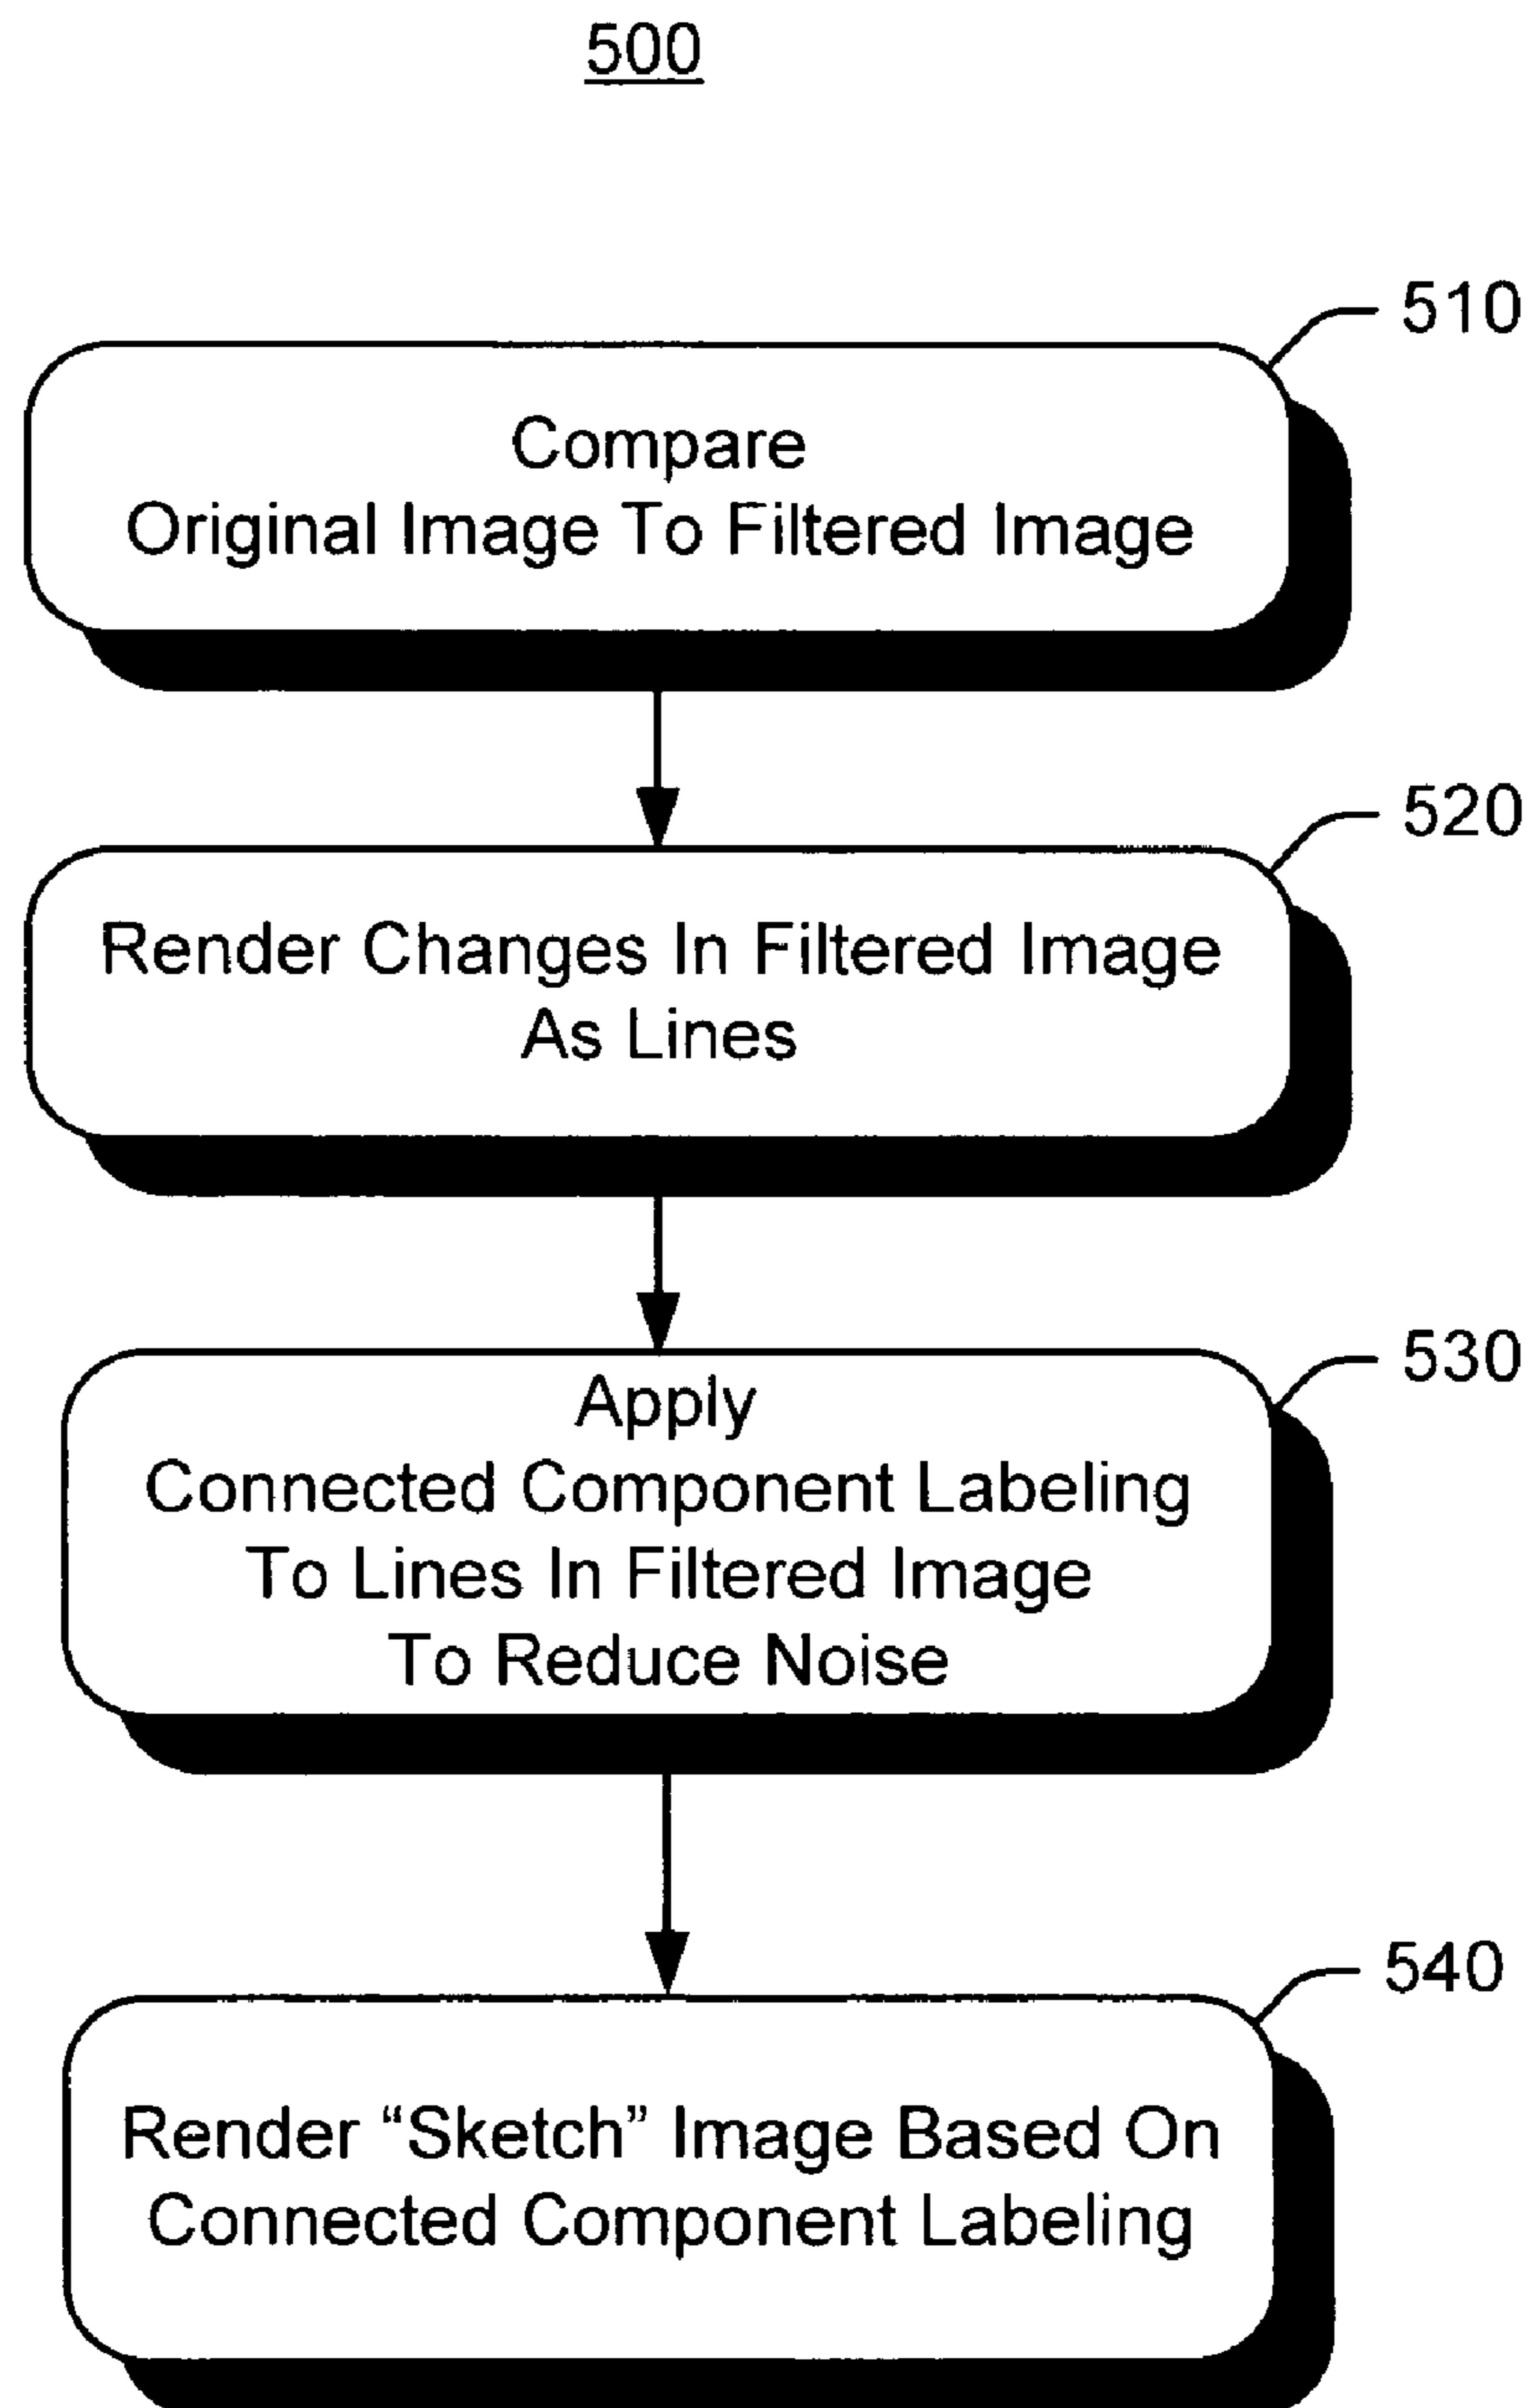 500
510
Compare
Original Image To Filtered Image
520
Render Changes In Filtered Image
As Lines
530
Apply
Connected Component Labeling
To Lines In Filtered Image
To Reduce Noise
540
Render “Sketch” Image Based On
Connected Component Labeling